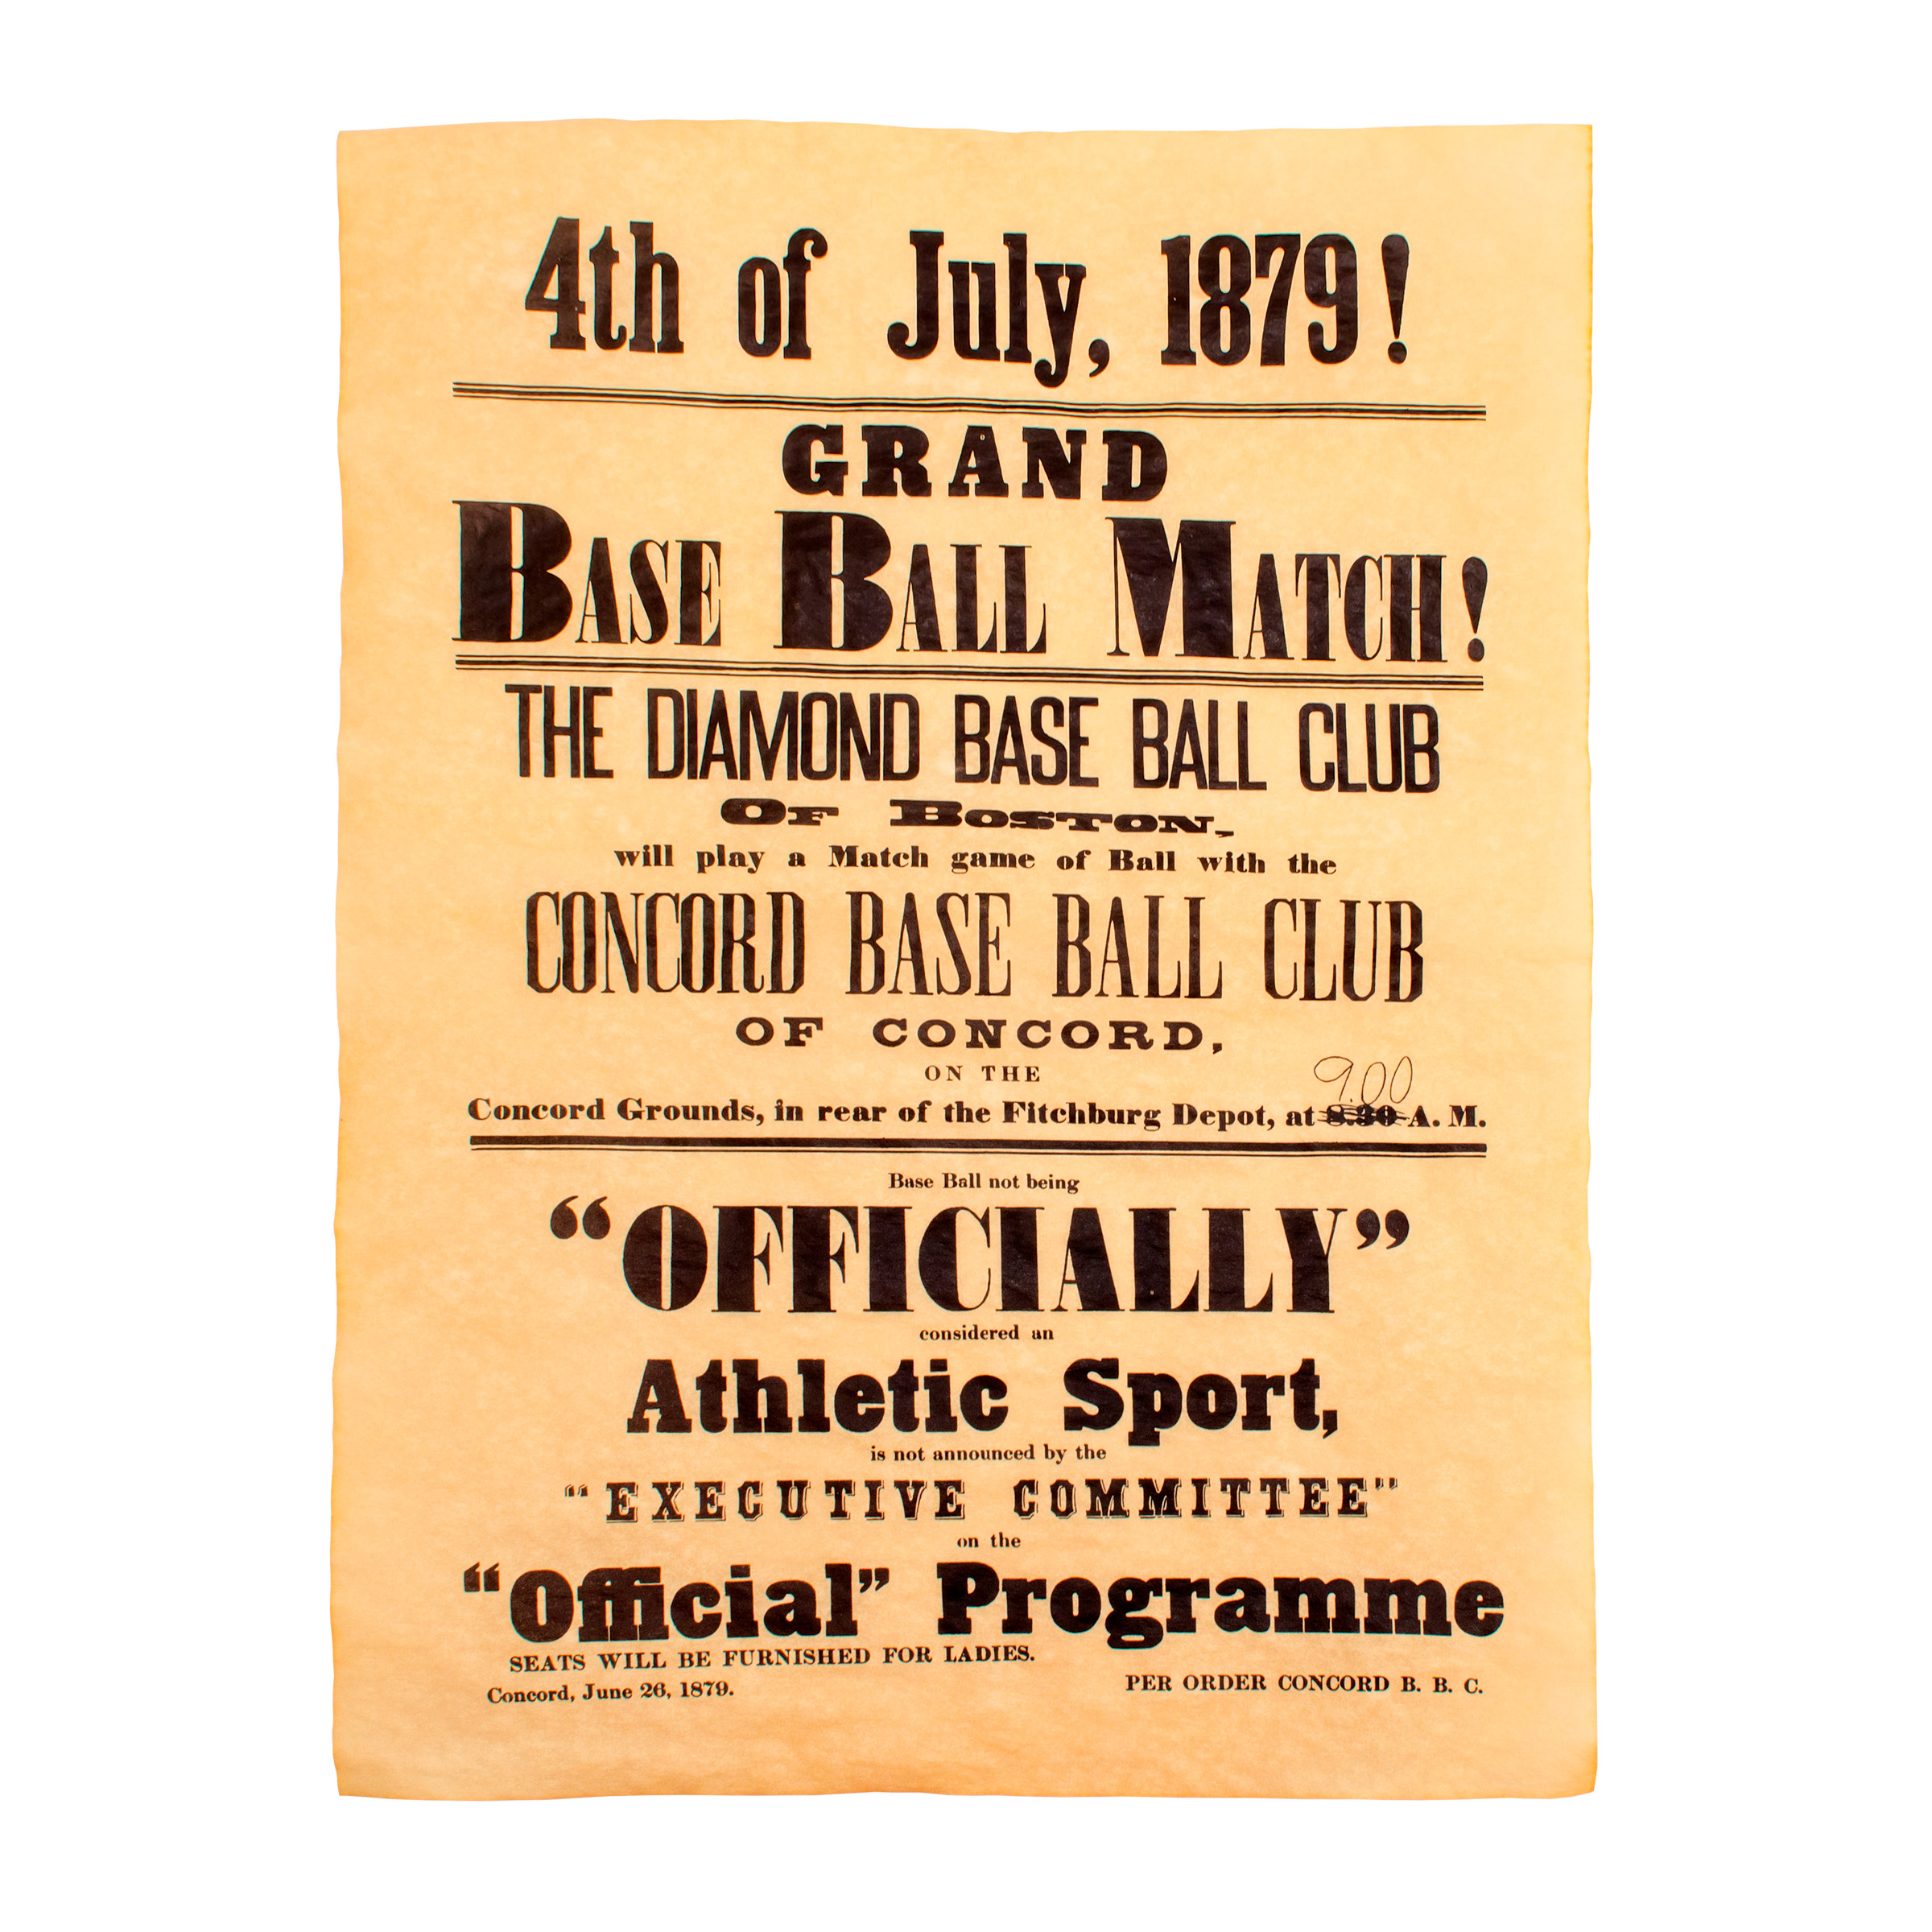 4th of July, 1879!
GRAND
BASE BALL MATCH!
THE DIAMOND BASE BALL CLUB
OF BOSTON,
will play a Match game of Ball with the
CONCORD BASE BALL CLUB
OF CONCORD,
ON THE
9.00
Concord Grounds, in rear of the Fitchburg Depot, at 8.30 A. M.
Base Ball not being
“OFFICIALLY”
considered an
Athletic Sport,
is not announced by the
“EXECUTIVE COMMITTEE”
on the
“Official” Programme
SEATS WILL BE FURNISHED FOR LADIES.
Concord, June 26, 1879.
PER ORDER CONCORD B. B. C.